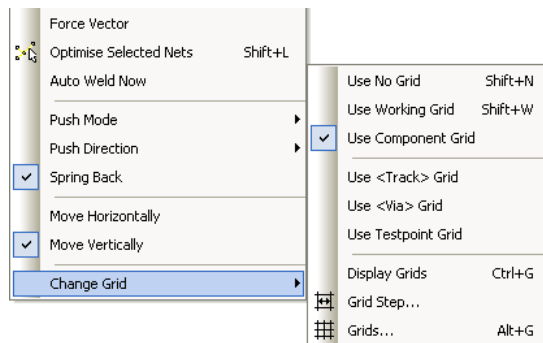 Force Vector
Optimise Selected Nets Shift+L
Auto Weld Now
Push Mode
Push Direction
Spring Back
Move Horizontally
Move Vertically
Change Grid
Use No Grid Shift+N
Use Working Grid Shift+W
Use Component Grid
Use <Track> Grid
Use <Via> Grid
Use Testpoint Grid
Display Grids Ctrl+G
Grid Step...
Grids... Alt+G